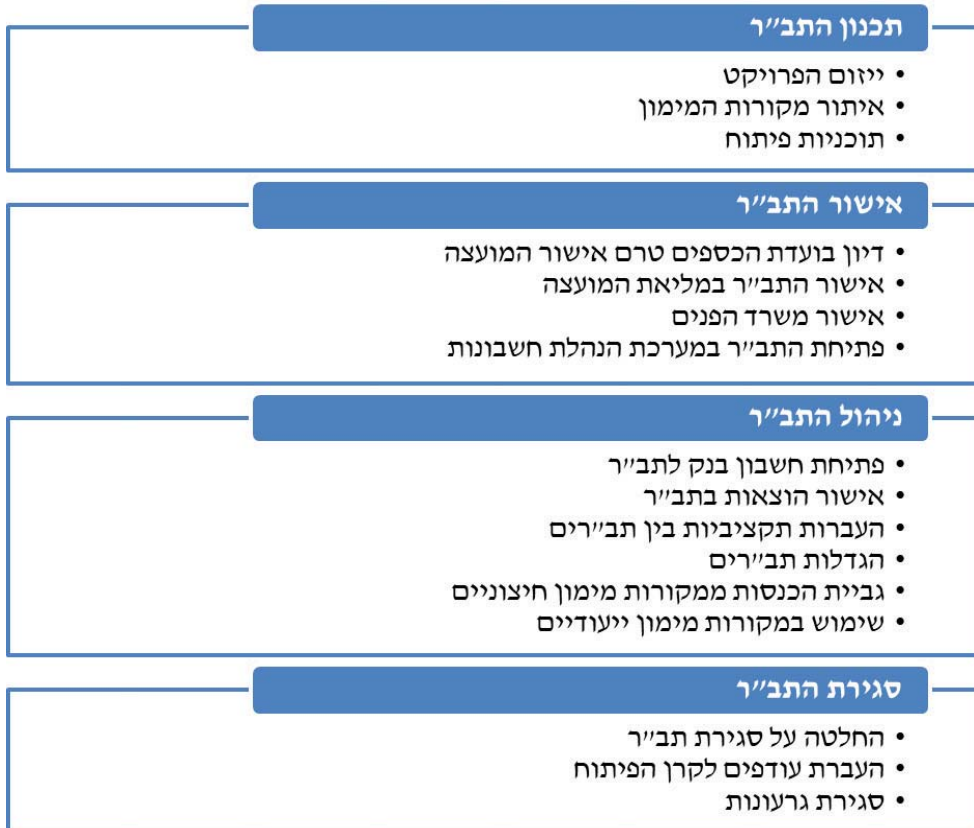 תכנון התב״ר
• ייזום הפרויקט
• איתור מקורות המימון
• תוכניות פיתוח
אישור התב״ר
• דיון בועדת הכספים טרם אישור המועצה
• אישור התב״ר במליאת המועצה
• אישור משרד הפנים
• פתיחת התב״ר במערכת הנהלת חשבונות
ניהול התב״ר
• פתיחת חשבון בנק לתב״ר
• אישור הוצאות בתב״ר
• העברות תקציביות בין תב״רים
• הגדלות תב״רים
• גביית הכנסות ממקורות מימון חיצוניים
• שימוש במקורות מימון ייעודיים
סגירת התב״ר
• החלטה על סגירת תב״ר
• העברת עודפים לקרן הפיתוח
• סגירת גרעונות